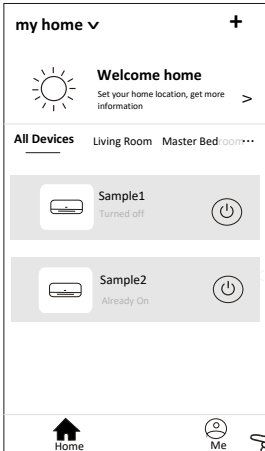 my home
+
Welcome home
Set your home location, get more
information
>
All Devices Living Room Master Bedroom ...
Sample1
Turned off
Sample2
Already On
Home
Me